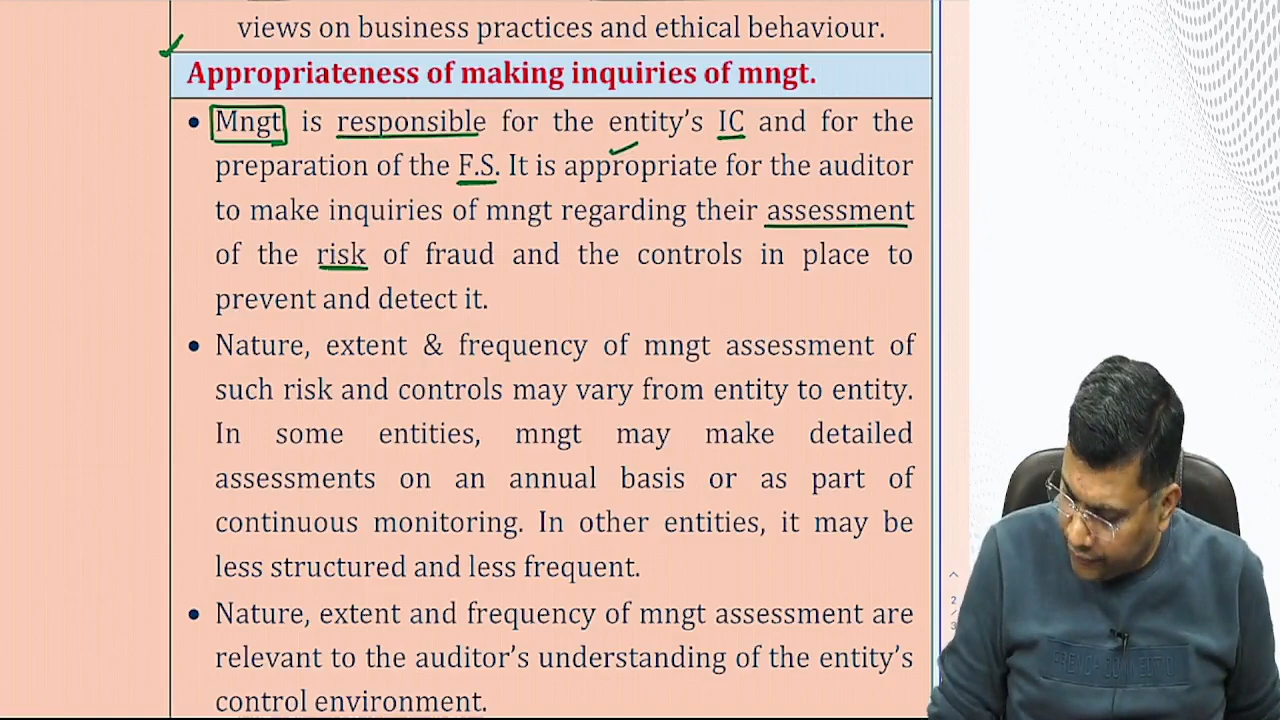 views on business practices and ethical behaviour.
Appropriateness of making inquiries of mngt.
• Mngt is responsible for the entity's IC and for the
preparation of the F.S. It is appropriate for the auditor
to make inquiries of mngt regarding their assessment
of the risk of fraud and the controls in place to
prevent and detect it.
• Nature, extent & frequency of mngt assessment of
such risk and controls may vary from entity to entity.
In some entities, mngt may make detailed
assessments on an annual basis or as part of
continuous monitoring. In other entities, it may be
less structured and less frequent.
• Nature, extent and frequency of mngt assessment are
relevant to the auditor's understanding of the entity's
control environment.
2
/
3